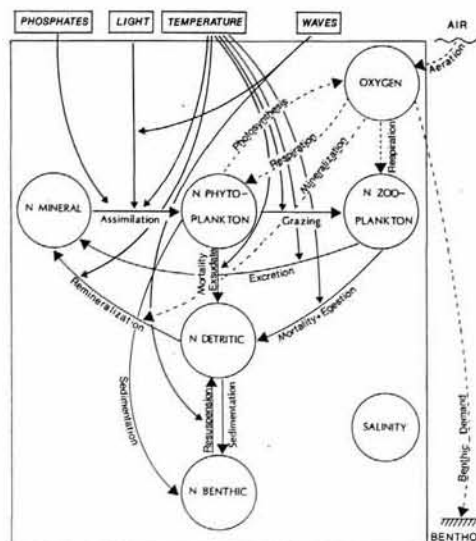 PHOSPHATES LIGHT TEMPERATURE WAVES
AIR
Aeration
OXYGEN
Photosynthesis
Respiration
Mineralization
Respiration
N MINERAL
Assimilation
N PHYTO-
PLANKTON
Grazing
N ZOO-
PLANKTON
Mortality
Exsudate
Excretion
Remineralization
Mortality + Egestion
N DETRITIC
Sedimentation
Resuspension
Sedimentation
SALINITY
N BENTHIC
Benthic Demand
BENTHO